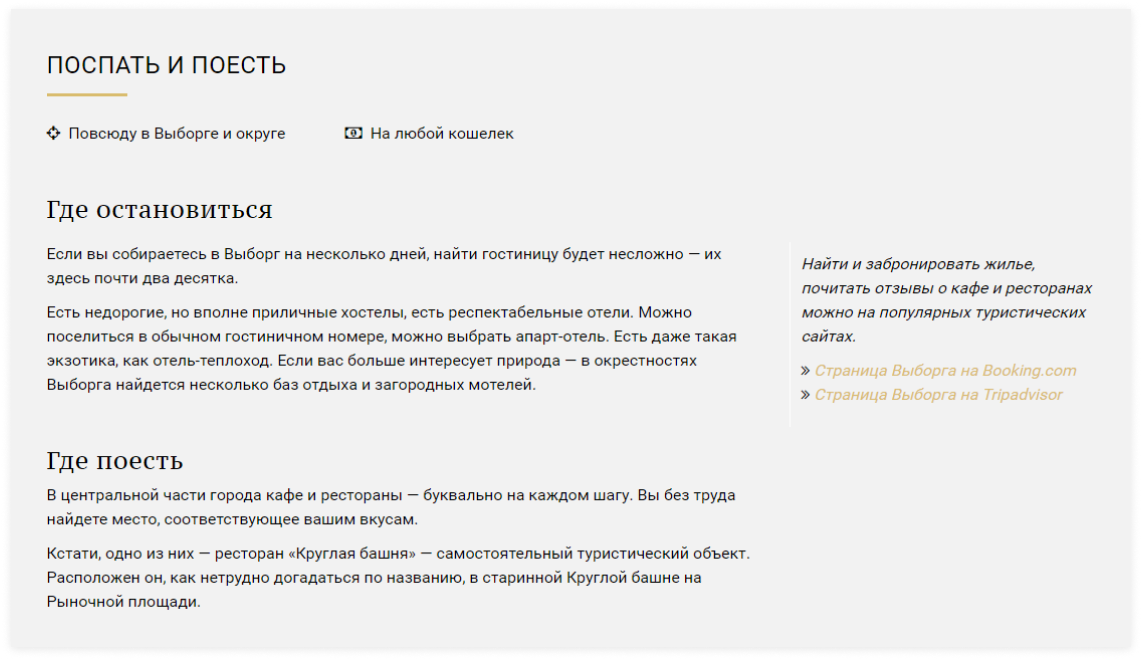 ПОСПАТЬ И ПОЕСТЬ
Повсюду в Выборге и округе
На любой кошелек
Где остановиться
Если вы собираетесь в Выборг на несколько дней, найти гостиницу будет несложно — их
здесь почти два десятка.
Есть недорогие, но вполне приличные хостелы, есть респектабельные отели. Можно
поселиться в обычном гостиничном номере, можно выбрать апарт-отель. Есть даже такая
экзотика, как отель-теплоход. Если вас больше интересует природа — в окрестностях
Выборга найдется несколько баз отдыха и загородных мотелей.
Найти и забронировать жилье,
почитать отзывы о кафе и ресторанах
можно на популярных туристических
сайтах.
» Страница Выборга на Booking.com
» Страница Выборга на Tripadvisor
Где поесть
В центральной части города кафе и рестораны — буквально на каждом шагу. Вы без труда
найдете место, соответствующее вашим вкусам.
Кстати, одно из них — ресторан «Круглая башня» — самостоятельный туристический объект.
Расположен он, как нетрудно догадаться по названию, в старинной Круглой башне на
Рыночной площади.